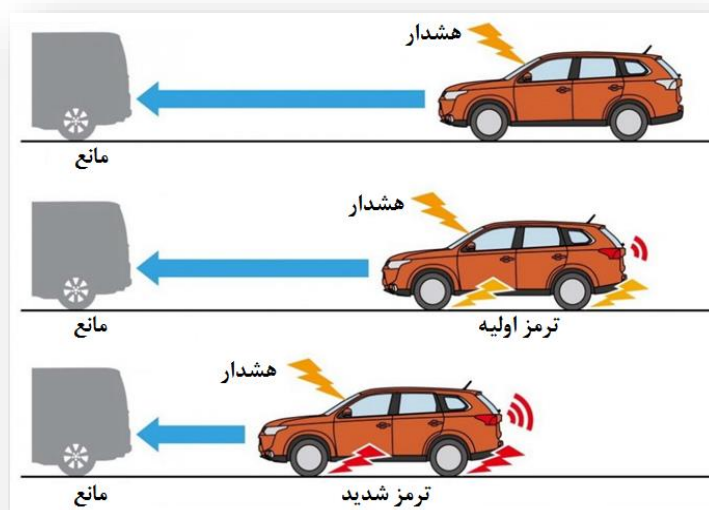 هشدار
مانع
هشدار
ترمز اولیه
مانع
هشدار
ترمز شدید
مانع